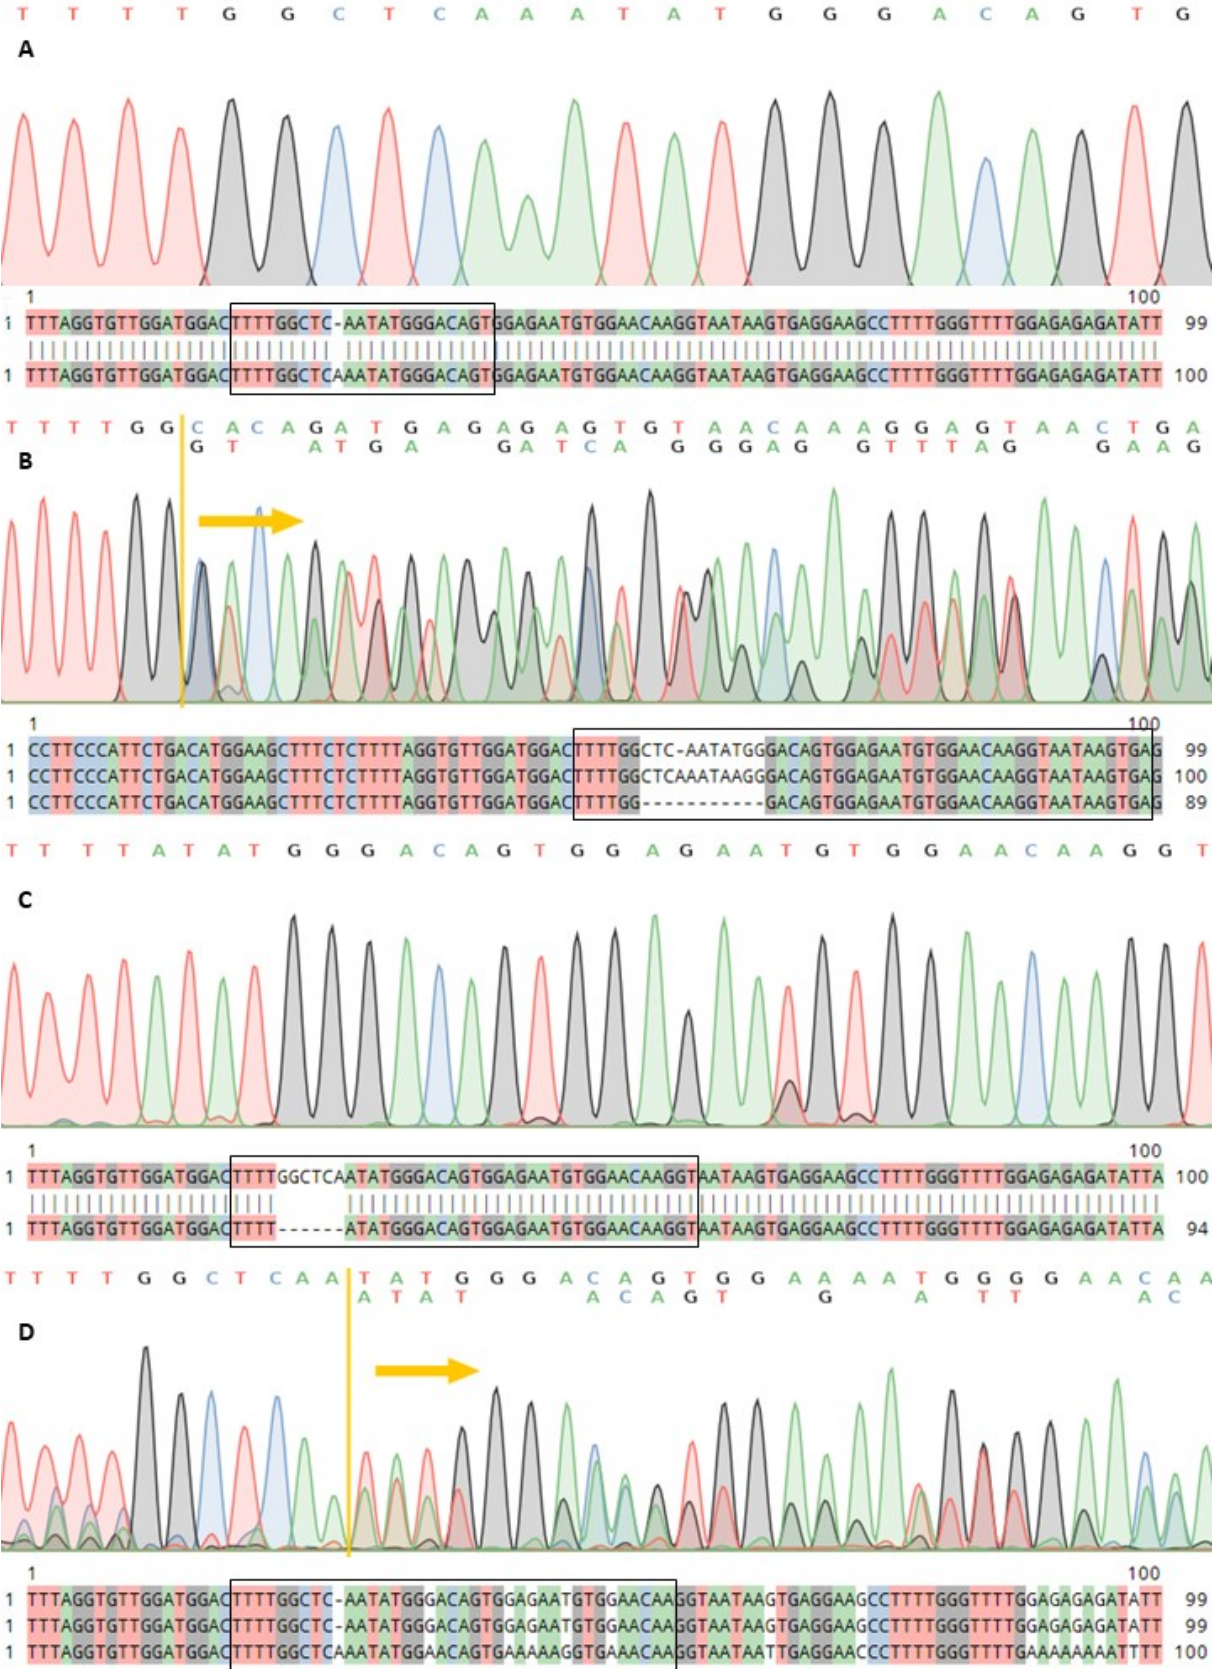 T T T T G G C T C A A A T A T G G G A C A G T G
A
1 100
1 TTTAGGTGTTGGATGGACTTTTGGCTC-AATATGGGACAGTGGAGAATGTGGAACAAGGTAATAAGTGAGGAAGCCTTTTGGGTTTTGGAGAGAGATATT 99
1 TTTAGGTGTTGGATGGACTTTTGGCTCAAATATGGGACAGTGGAGAATGTGGAACAAGGTAATAAGTGAGGAAGCCTTTTGGGTTTTGGAGAGAGATATT 100
T T T T G G C A C A G A T G A G A G A G T G T A A C A A A G G A G T A A C T G A
G T A T G A G A T C A G G G A G G T T T A G G A A G
B
1 100
1 CCTTCCCATTCTGACATGGAAGCTTTCTCTTTTAGGTGTTGGATGGACTTTTGGCTC-AATATGGGACAGTGGAGAATGTGGAACAAGGTAATAAGTGAG 99
1 CCTTCCCATTCTGACATGGAAGCTTTCTCTTTTAGGTGTTGGATGGACTTTTGGCTCAAATAAGGGACAGTGGAGAATGTGGAACAAGGTAATAAGTGAG 100
1 CCTTCCCATTCTGACATGGAAGCTTTCTCTTTTAGGTGTTGGATGGACTTTTGG-----------GACAGTGGAGAATGTGGAACAAGGTAATAAGTGAG 89
T T T T A T A T G G G A C A G T G G A G A A T G T G G A A C A A G G T
C
1 100
1 TTTAGGTGTTGGATGGACTTTTGGCTCAATATGGGACAGTGGAGAATGTGGAACAAGGTAATAAGTGAGGAAGCCTTTTGGGTTTTGGAGAGAGATATTA 100
1 TTTAGGTGTTGGATGGACTTTT------ATATGGGACAGTGGAGAATGTGGAACAAGGTAATAAGTGAGGAAGCCTTTTGGGTTTTGGAGAGAGATATTA 94
T T T T G G C T C A A T A T G G G A C A G T G G A A A A T G G G G A A C A A
A T A T A C A G T G A T T A C
D
1 100
1 TTTAGGTGTTGGATGGACTTTTGGCTC-AATATGGGACAGTGGAGAATGTGGAACAAGGTAATAAGTGAGGAAGCCTTTTGGGTTTTGGAGAGAGATATT 99
1 TTTAGGTGTTGGATGGACTTTTGGCTC-AATATGGGACAGTGGAGAATGTGGAACAAGGTAATAAGTGAGGAAGCCTTTTGGGTTTTGGAGAGAGATATT 99
1 TTTAGGTGTTGGATGGACTTTTGGCTCAAATATGGAACAGTGAAAAAGGTGAAACAAGGTAATAATTGAGGAACCCTTTTGGGTTTTGAAAAAAAATTTT 100